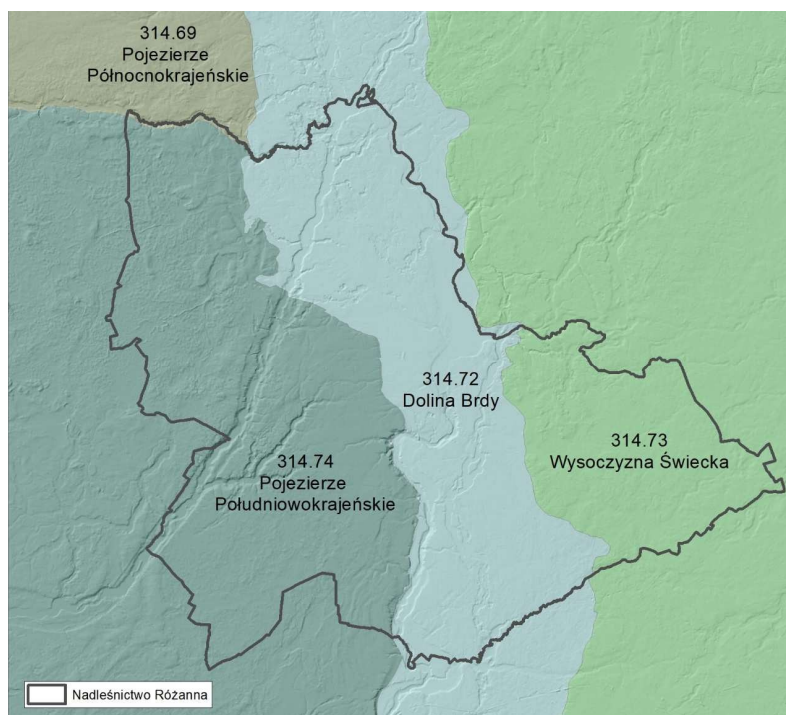 314.69
Pojezierze
Północnokrajeńskie
314.72
Dolina Brdy
314.73
Wysoczyzna Świecka
314.74
Pojezierze
Południowokrajeńskie
Nadleśnictwo Różanna